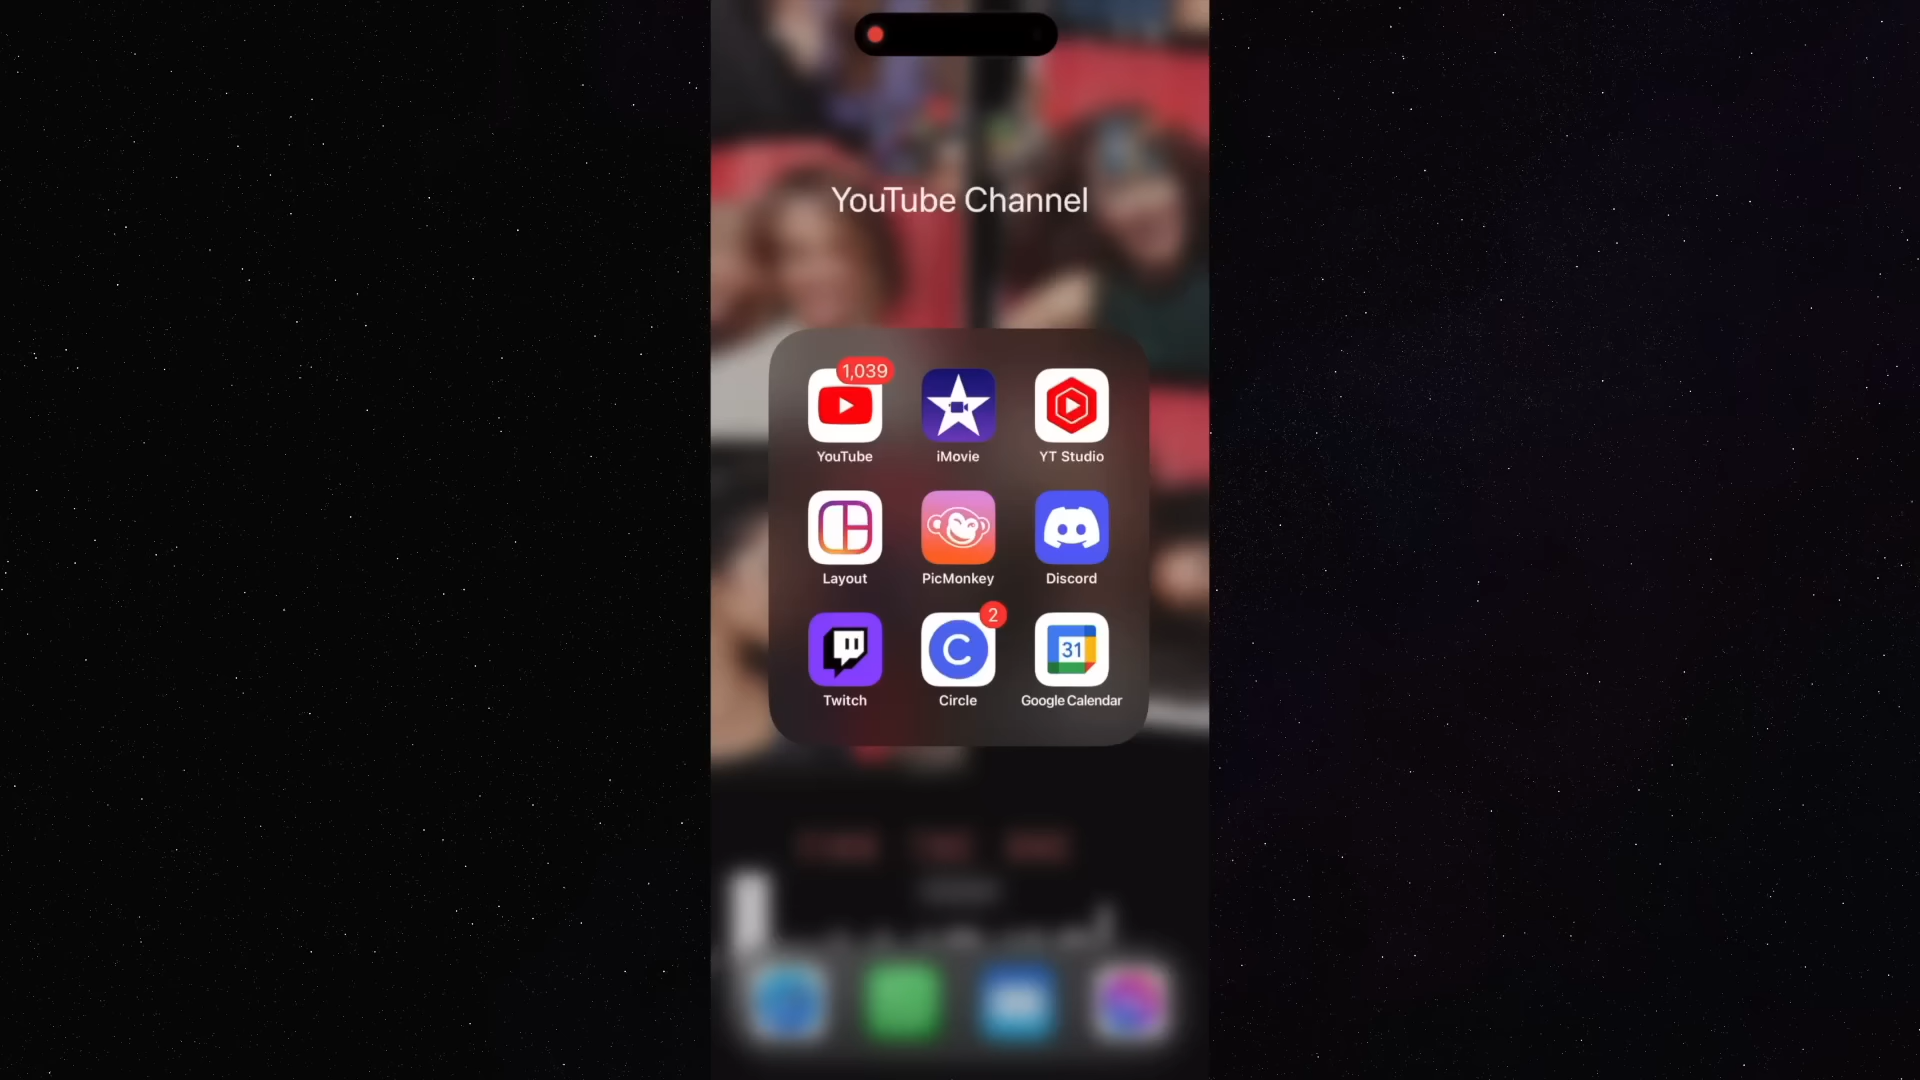 YouTube Channel
1,039
YouTube
iMovie
YT Studio
Layout
PicMonkey
Discord
2
31
Twitch
Circle
Google Calendar